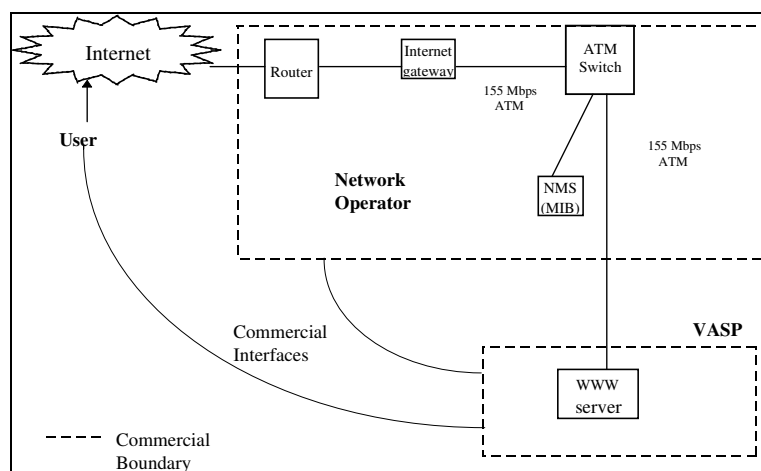 Internet
Router
Internet
gateway
ATM
Switch
155 Mbps
ATM
155 Mbps
ATM
User
NMS
(MIB)
Network
Operator
Commercial
Interfaces
VASP
WWW
server
Commercial
Boundary